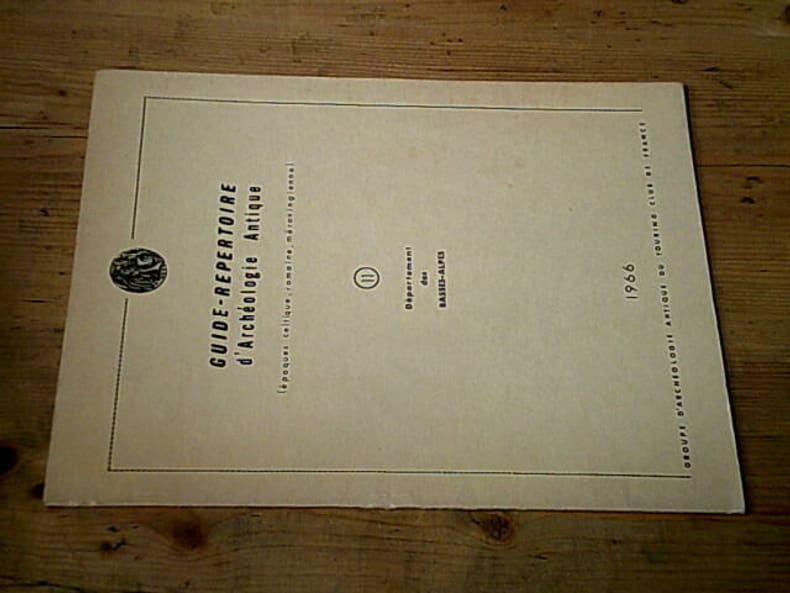 GUIDE-REPERTOIRE
d'Archéologie Antique
(époques celtique, romaine, mérovingienne)
11
Département
des
BASSES-ALPES
1966
GROUPE D'ARCHÉOLOGIE ANTIQUE DU TOURING CLUB DE FRANCE